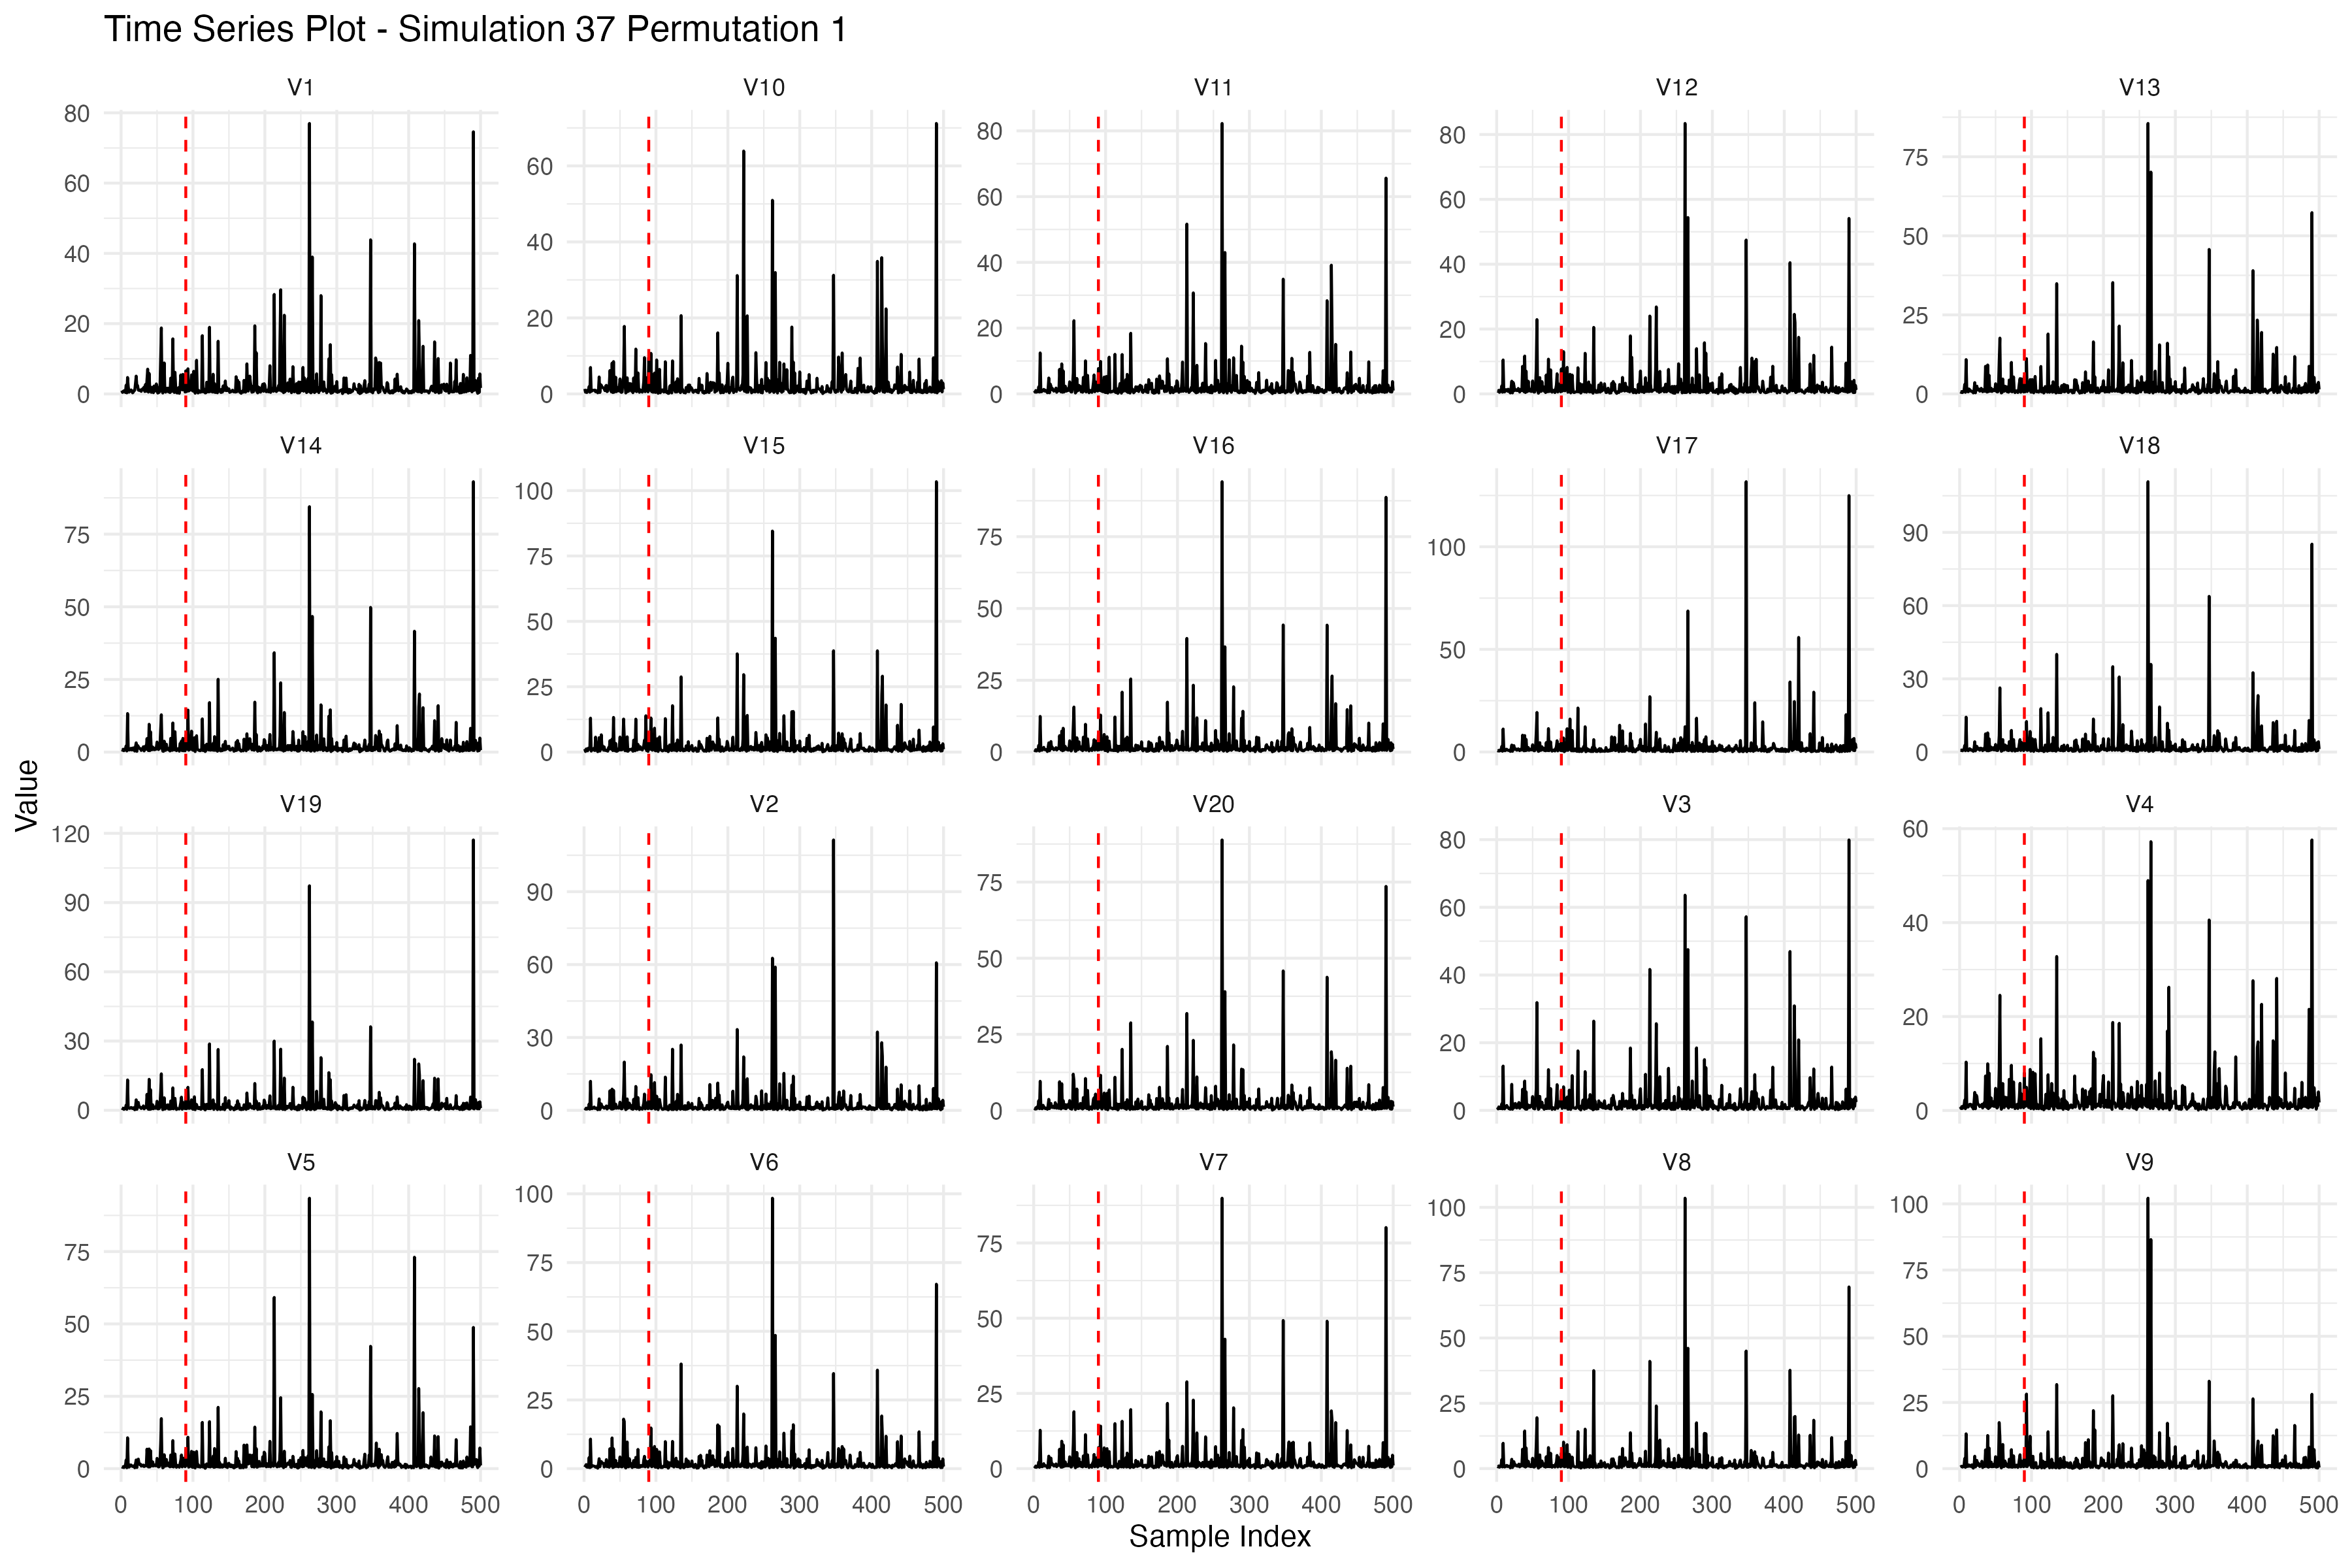 Time Series Plot - Simulation 37 Permutation 1
V1 V10 V11 V12 V13
80 60 40 20 0
60 40 20 0
80 60 40 20 0
80 60 40 20 0
75 50 25 0
V14 V15 V16 V17 V18
75 50 25 0
100 75 50 25 0
75 50 25 0
100 50 0
90 60 30 0
Value
V19 V2 V20 V3 V4
120 90 60 30 0
90 60 30 0
75 50 25 0
80 60 40 20 0
60 40 20 0
V5 V6 V7 V8 V9
75 50 25 0
100 75 50 25 0
75 50 25 0
100 75 50 25 0
100 75 50 25 0
0 100 200 300 400 500 0 100 200 300 400 500 0 100 200 300 400 500 0 100 200 300 400 500 0 100 200 300 400 500
Sample Index